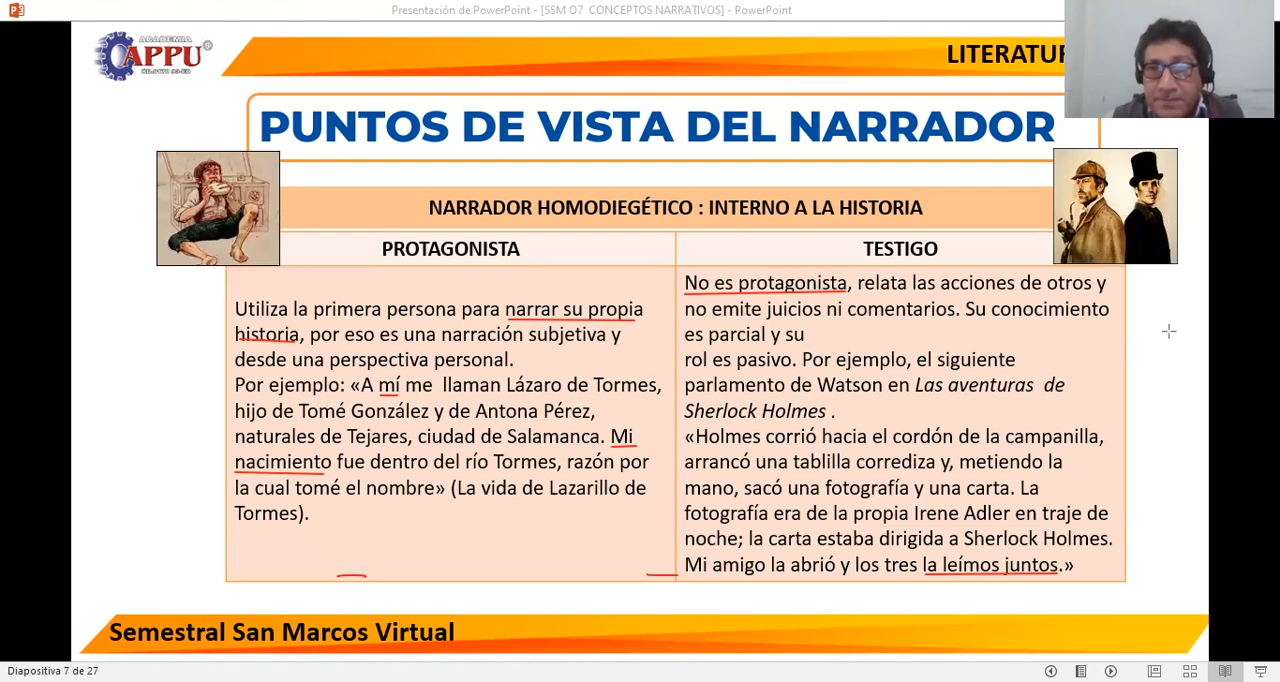 Presentación de PowerPoint - [SSM O7 CONCEPTOS NARRATIVOS] - PowerPoint
ACADEMIA
APPU
LITERATUR
PUNTOS DE VISTA DEL NARRADOR
NARRADOR HOMODIEGÉTICO : INTERNO A LA HISTORIA
PROTAGONISTA
Utiliza la primera persona para narrar su propia
historia, por eso es una narración subjetiva y
desde una perspectiva personal.
Por ejemplo: «A mí me llaman Lázaro de Tormes,
hijo de Tomé González y de Antona Pérez,
naturales de Tejares, ciudad de Salamanca. Mi
nacimiento fue dentro del río Tormes, razón por
la cual tomé el nombre» (La vida de Lazarillo de
Tormes).
TESTIGO
No es protagonista, relata las acciones de otros y
no emite juicios ni comentarios. Su conocimiento
es parcial y su
rol es pasivo. Por ejemplo, el siguiente
parlamento de Watson en Las aventuras de
Sherlock Holmes .
«Holmes corrió hacia el cordón de la campanilla,
arrancó una tablilla corrediza y, metiendo la
mano, sacó una fotografía y una carta. La
fotografía era de la propia Irene Adler en traje de
noche; la carta estaba dirigida a Sherlock Holmes.
Mi amigo la abrió y los tres la leímos juntos.»
Semestral San Marcos Virtual
Diapositiva 7 de 27